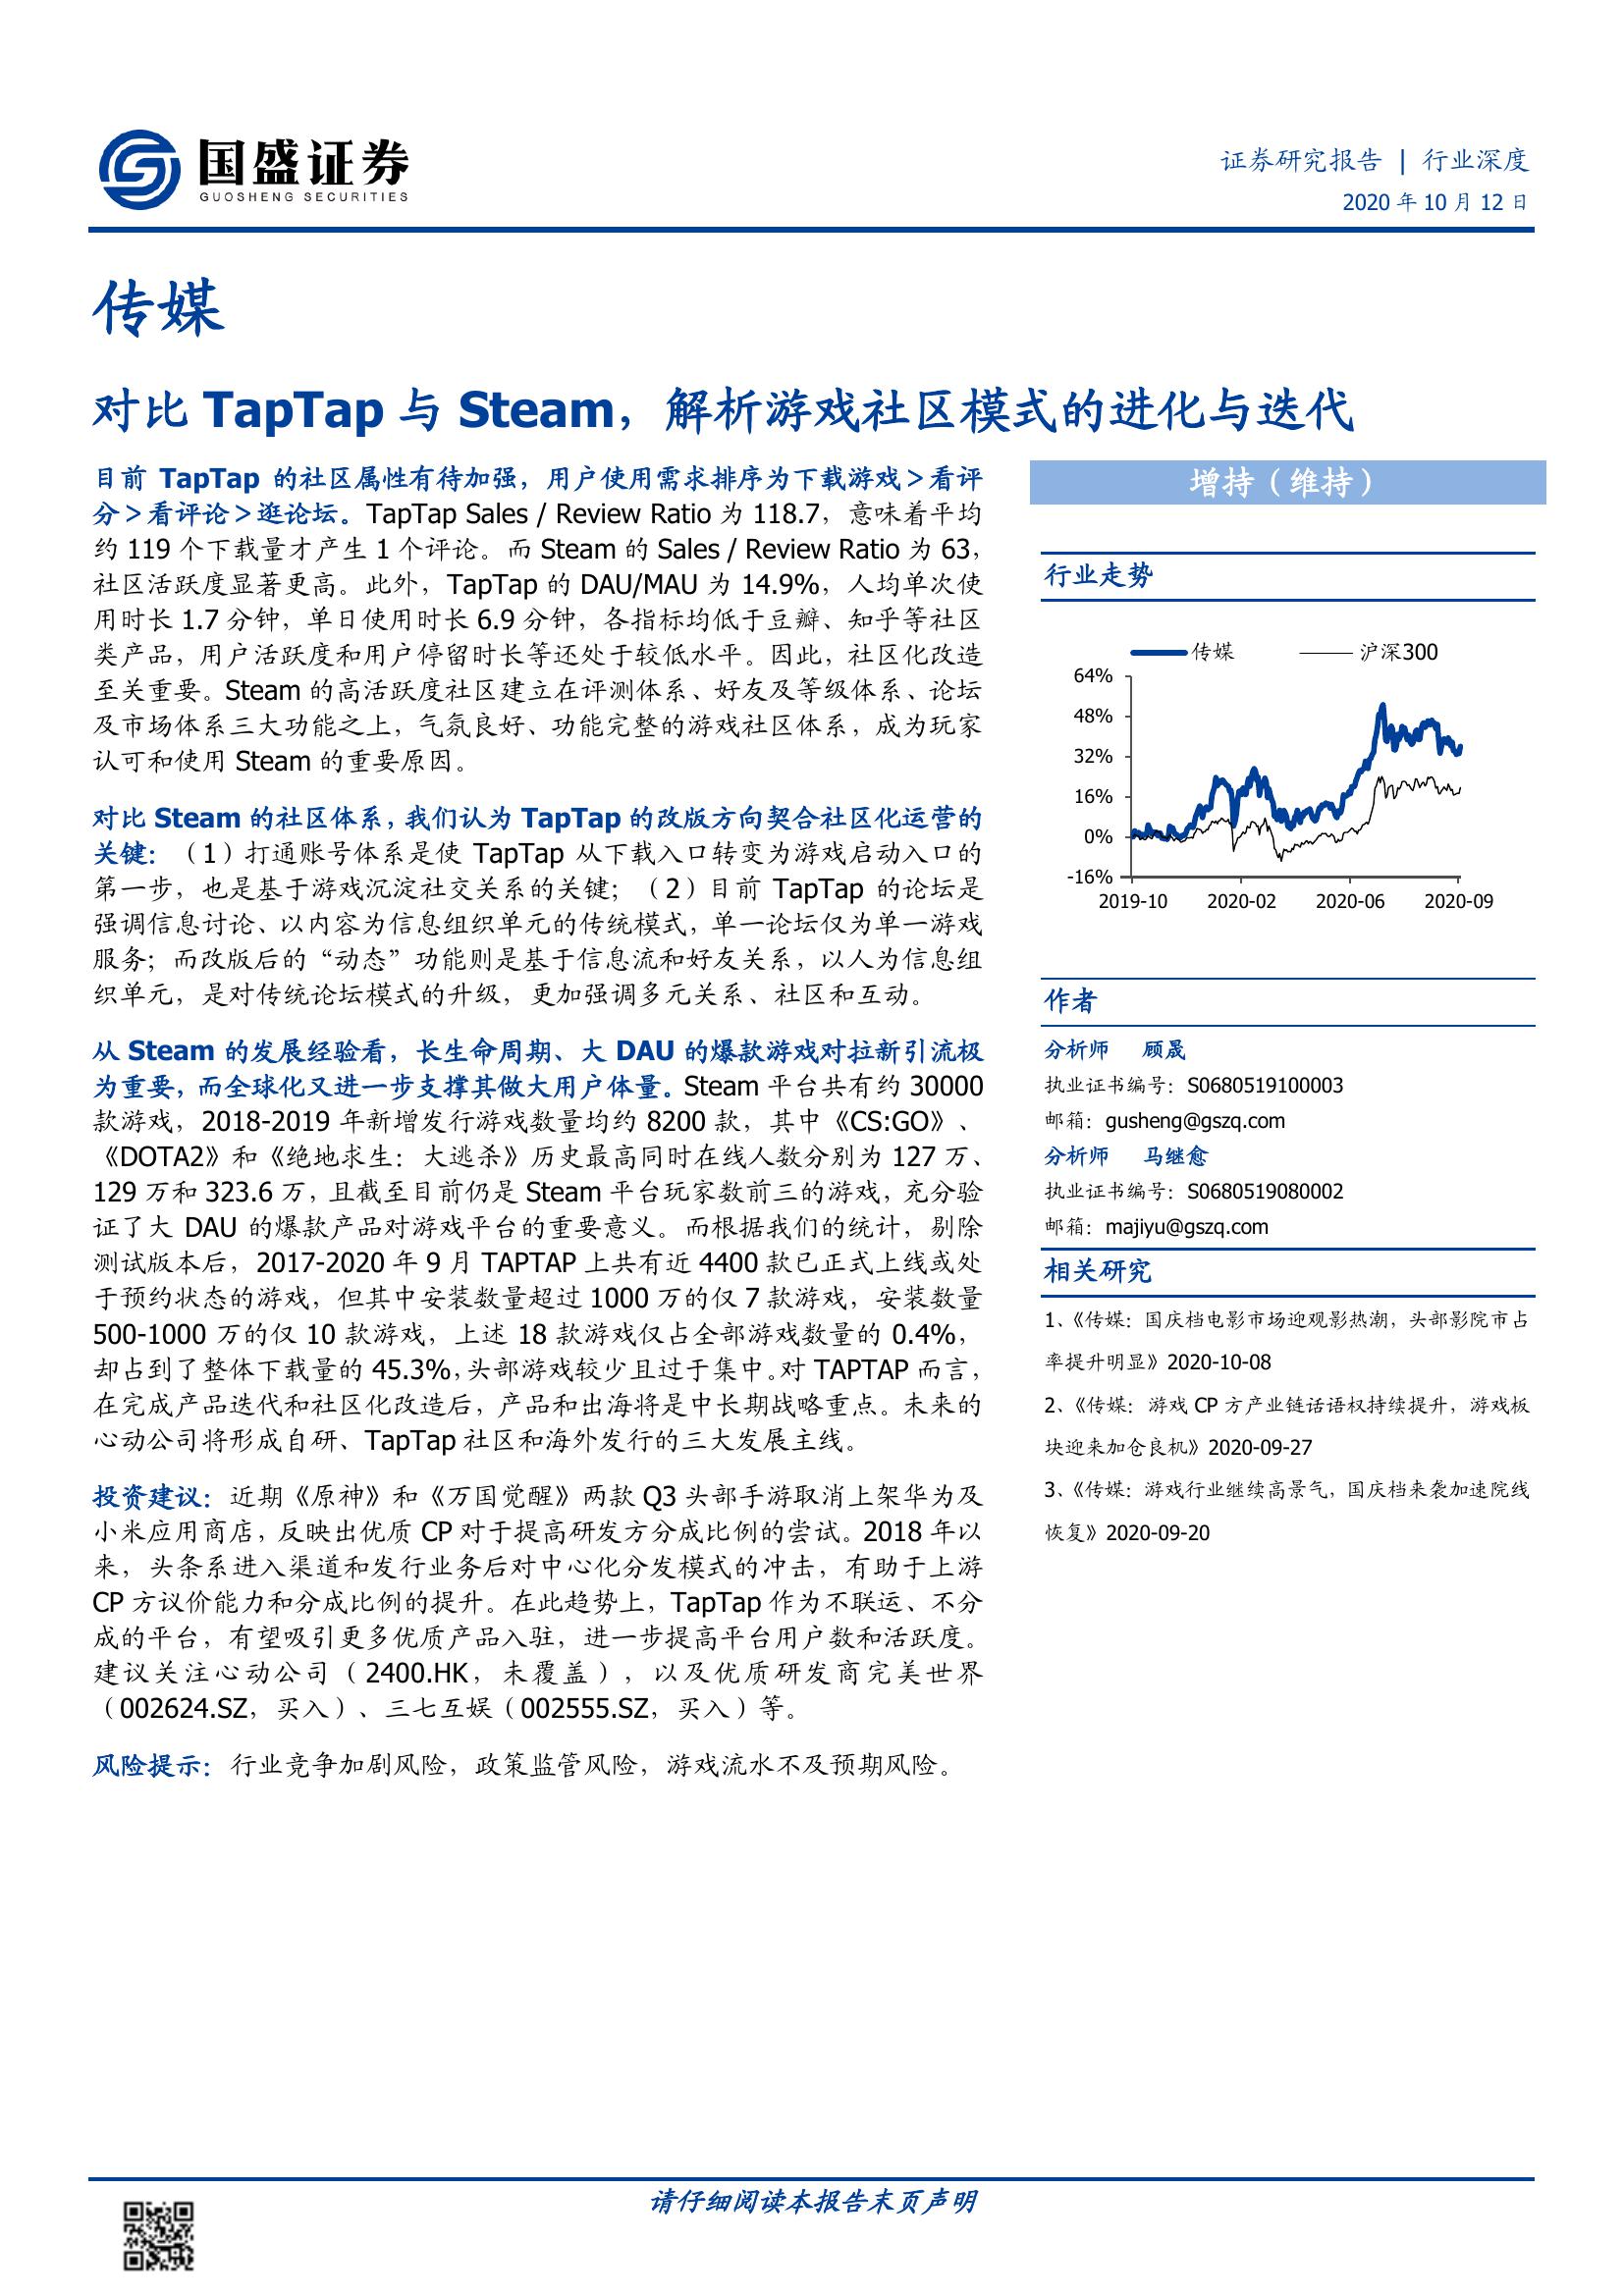 国盛证券
GUOSHENG SECURITIES
证券研究报告 | 行业深度
2020 年 10 月 12 日
传媒
对比 TapTap 与 Steam，解析游戏社区模式的进化与迭代
目前 TapTap 的社区属性有待加强，用户使用需求排序为下载游戏＞看评
分＞看评论＞逛论坛。TapTap Sales / Review Ratio 为 118.7，意味着平均
约 119 个下载量才产生 1 个评论。而 Steam 的 Sales / Review Ratio 为 63，
社区活跃度显著更高。此外，TapTap 的 DAU/MAU 为 14.9%，人均单次使
用时长 1.7 分钟，单日使用时长 6.9 分钟，各指标均低于豆瓣、知乎等社区
类产品，用户活跃度和用户停留时长等还处于较低水平。因此，社区化改造
至关重要。Steam 的高活跃度社区建立在评测体系、好友及等级体系、论坛
及市场体系三大功能之上，气氛良好、功能完整的游戏社区体系，成为玩家
认可和使用 Steam 的重要原因。
对比 Steam 的社区体系，我们认为 TapTap 的改版方向契合社区化运营的
关键：（1）打通账号体系是使 TapTap 从下载入口转变为游戏启动入口的
第一步，也是基于游戏沉淀社交关系的关键；（2）目前 TapTap 的论坛是
强调信息讨论、以内容为信息组织单元的传统模式，单一论坛仅为单一游戏
服务；而改版后的“动态”功能则是基于信息流和好友关系，以人为信息组
织单元，是对传统论坛模式的升级，更加强调多元关系、社区和互动。
从 Steam 的发展经验看，长生命周期、大 DAU 的爆款游戏对拉新引流极
为重要，而全球化又进一步支撑其做大用户体量。Steam 平台共有约 30000
款游戏，2018-2019 年新增发行游戏数量均约 8200 款，其中《CS:GO》、
《DOTA2》和《绝地求生：大逃杀》历史最高同时在线人数分别为 127 万、
129 万和 323.6 万，且截至目前仍是 Steam 平台玩家数前三的游戏，充分验
证了大 DAU 的爆款产品对游戏平台的重要意义。而根据我们的统计，剔除
测试版本后，2017-2020 年 9 月 TAPTAP 上共有近 4400 款已正式上线或处
于预约状态的游戏，但其中安装数量超过 1000 万的仅 7 款游戏，安装数量
500-1000 万的仅 10 款游戏，上述 18 款游戏仅占全部游戏数量的 0.4%，
却占到了整体下载量的 45.3%，头部游戏较少且过于集中。对 TAPTAP 而言，
在完成产品迭代和社区化改造后，产品和出海将是中长期战略重点。未来的
心动公司将形成自研、TapTap 社区和海外发行的三大发展主线。
投资建议：近期《原神》和《万国觉醒》两款 Q3 头部手游取消上架华为及
小米应用商店，反映出优质 CP 对于提高研发方分成比例的尝试。2018 年以
来，头条系进入渠道和发行业务后对中心化分发模式的冲击，有助于上游
CP 方议价能力和分成比例的提升。在此趋势上，TapTap 作为不联运、不分
成的平台，有望吸引更多优质产品入驻，进一步提高平台用户数和活跃度。
建议关注心动公司（2400.HK，未覆盖），以及优质研发商完美世界
（002624.SZ，买入）、三七互娱（002555.SZ，买入）等。
风险提示：行业竞争加剧风险，政策监管风险，游戏流水不及预期风险。
增持（维持）
行业走势
传媒 沪深300
64%
48%
32%
16%
0%
-16%
2019-10 2020-02 2020-06 2020-09
作者
分析师 顾晟
执业证书编号：S0680519100003
邮箱：gusheng@gszq.com
分析师 马继愈
执业证书编号：S0680519080002
邮箱：majiyu@gszq.com
相关研究
1、《传媒：国庆档电影市场迎观影热潮，头部影院市占
率提升明显》2020-10-08
2、《传媒：游戏 CP 方产业链话语权持续提升，游戏板
块迎来加仓良机》2020-09-27
3、《传媒：游戏行业继续高景气，国庆档来袭加速院线
恢复》2020-09-20
请仔细阅读本报告末页声明